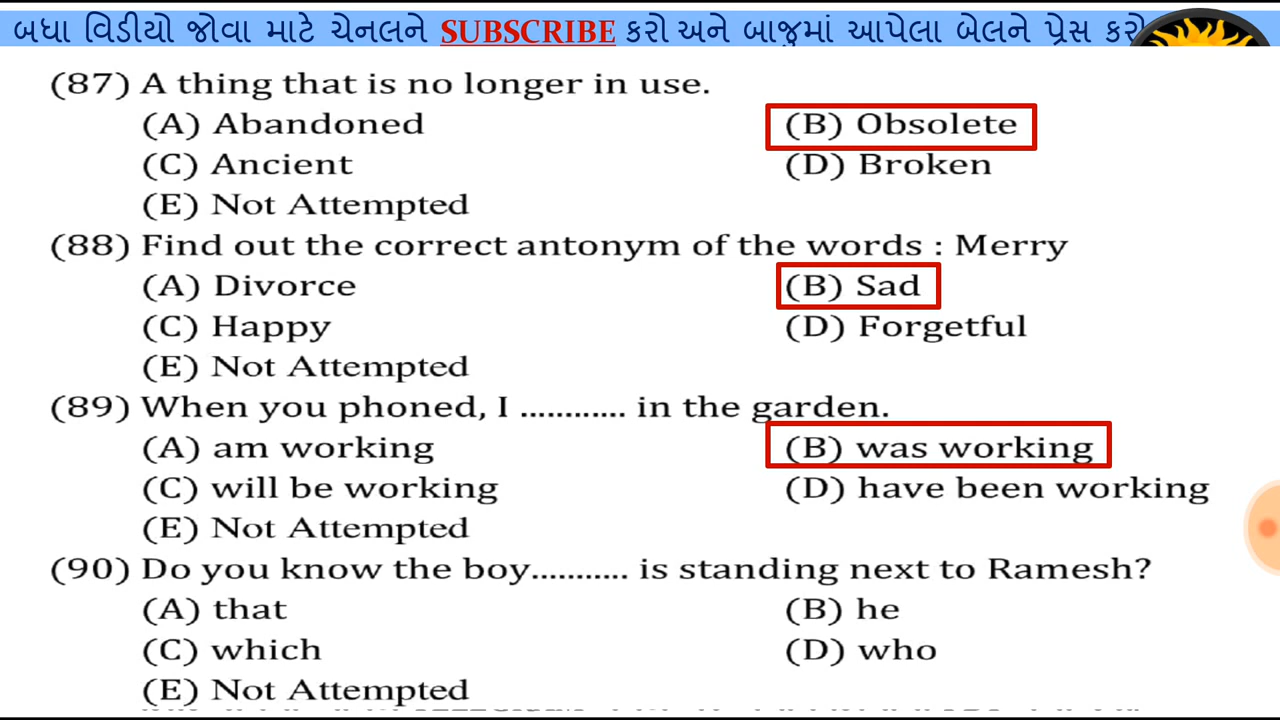 બધા વિડીયો જોવા માટે ચેનલને SUBSCRIBE કરો અને બાજુમાં આપેલા બેલને પ્રેસ કરો
(87) A thing that is no longer in use.
(A) Abandoned (B) Obsolete
(C) Ancient (D) Broken
(E) Not Attempted
(88) Find out the correct antonym of the words : Merry
(A) Divorce (B) Sad
(C) Happy (D) Forgetful
(E) Not Attempted
(89) When you phoned, I ............ in the garden.
(A) am working (B) was working
(C) will be working (D) have been working
(E) Not Attempted
(90) Do you know the boy........... is standing next to Ramesh?
(A) that (B) he
(C) which (D) who
(E) Not Attempted